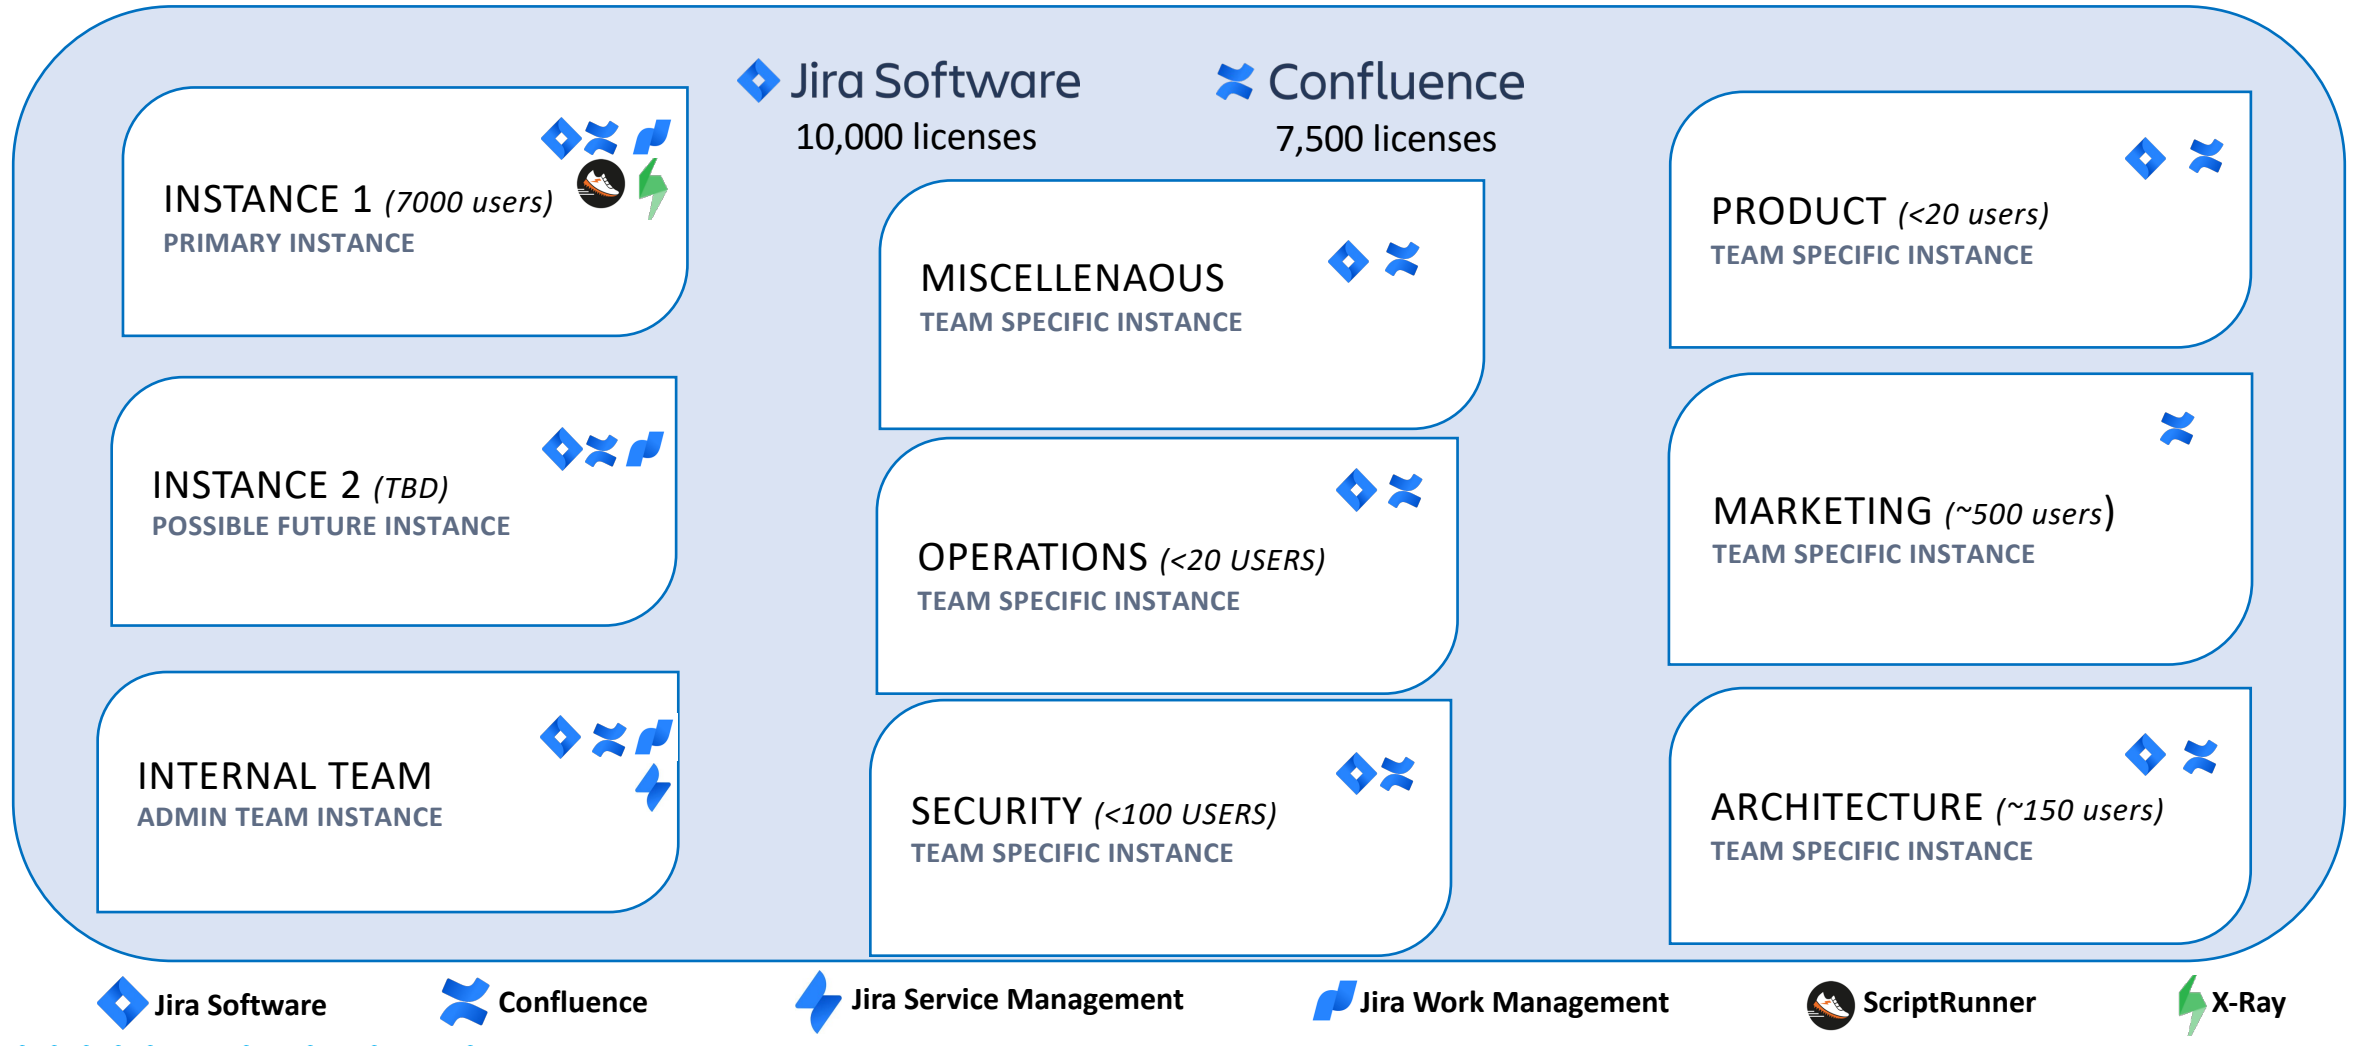 Jira Software
10,000 licenses
Confluence
7,500 licenses
INSTANCE 1 (7000 users)
PRIMARY INSTANCE
INSTANCE 2 (TBD)
POSSIBLE FUTURE INSTANCE
INTERNAL TEAM
ADMIN TEAM INSTANCE
MISCELLENAOUS
TEAM SPECIFIC INSTANCE
OPERATIONS (<20 USERS)
TEAM SPECIFIC INSTANCE
SECURITY (<100 USERS)
TEAM SPECIFIC INSTANCE
PRODUCT (<20 users)
TEAM SPECIFIC INSTANCE
MARKETING (~500 users)
TEAM SPECIFIC INSTANCE
ARCHITECTURE (~150 users)
TEAM SPECIFIC INSTANCE
Jira Software
Confluence
Jira Service Management
Jira Work Management
ScriptRunner
X-Ray